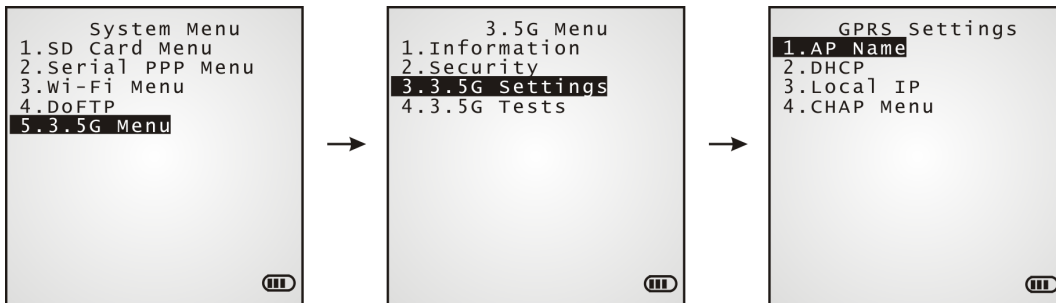 System Menu
1.SD Card Menu
2.Serial PPP Menu
3.Wi-Fi Menu
4.DoFTP
5.3.5G Menu
3.5G Menu
1.Information
2.Security
3.3.5G Settings
4.3.5G Tests
GPRS Settings
1.AP Name
2.DHCP
3.Local IP
4.CHAP Menu